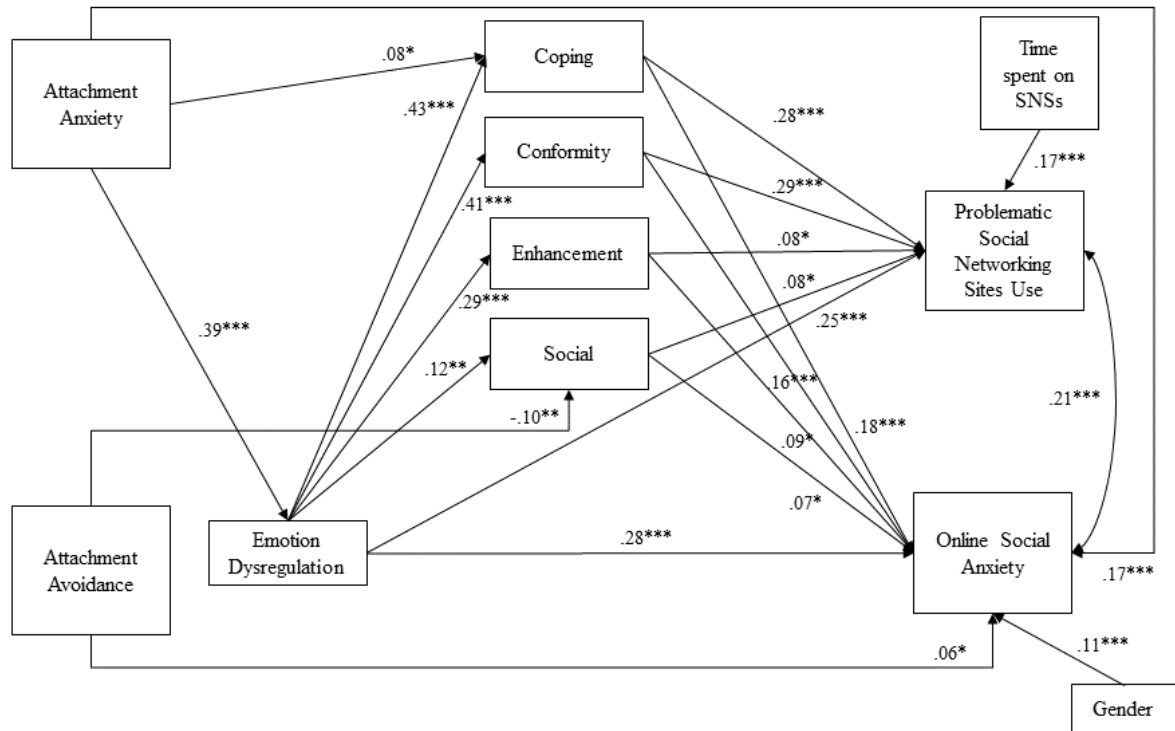 Attachment
Anxiety
.08*
Coping
Time
spent on
SNSs
.43***
.28***
Conformity
.17***
.41***
.29***
Problematic
Social
Networking
Sites Use
Enhancement
.08*
.29***
.08*
.25***
.39***
.12**
Social
-.10**
.16***
.21***
.18***
.09*
.07*
Attachment
Avoidance
Emotion
Dysregulation
.28***
Online Social
Anxiety
.17***
.06*
.11***
Gender